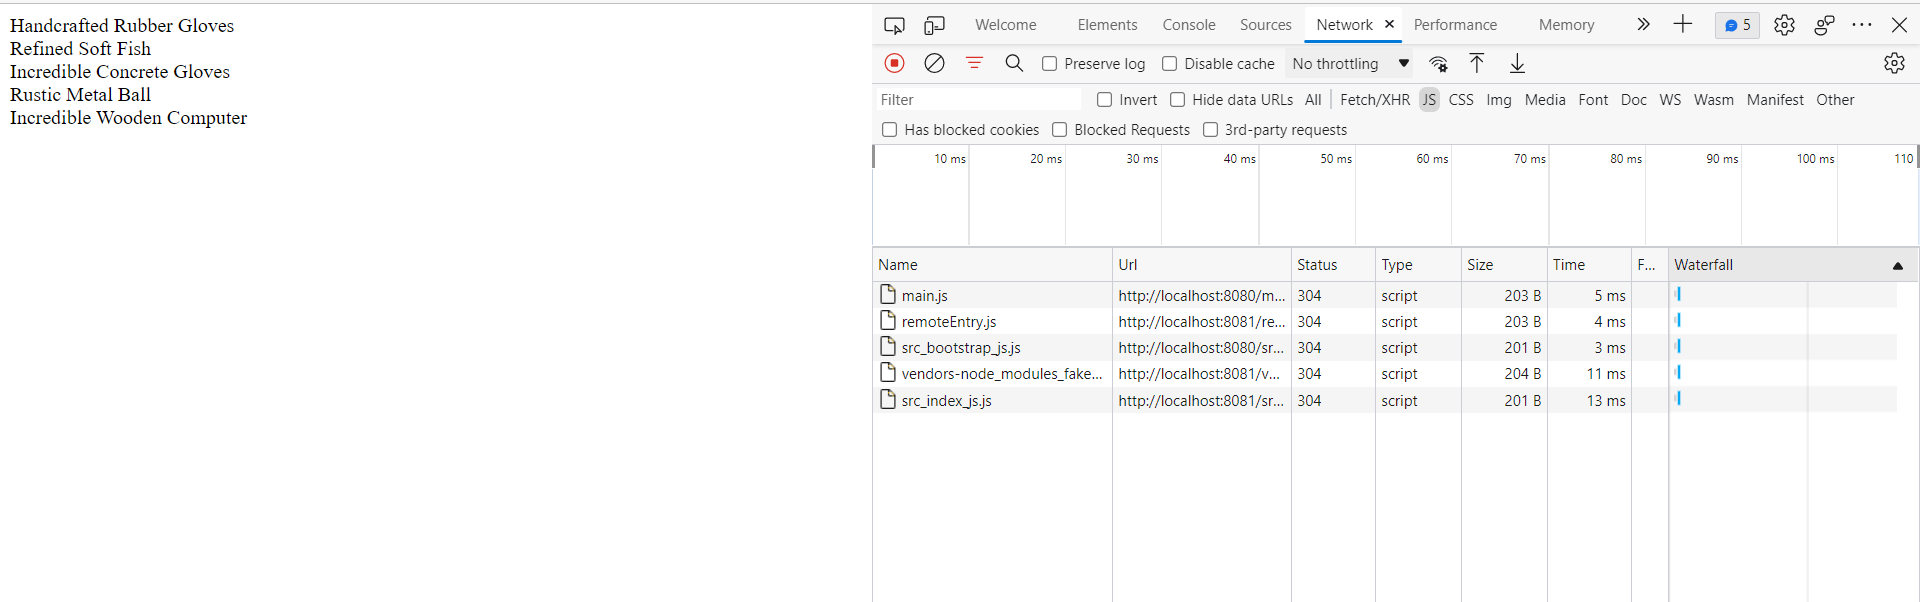 Handcrafted Rubber Gloves
Refined Soft Fish
Incredible Concrete Gloves
Rustic Metal Ball
Incredible Wooden Computer
Welcome Elements Console Sources Network Performance Memory 5
Preserve log Disable cache No throttling
Filter Invert Hide data URLs All Fetch/XHR JS CSS Img Media Font Doc WS Wasm Manifest Other
Has blocked cookies Blocked Requests 3rd-party requests
10 ms 20 ms 30 ms 40 ms 50 ms 60 ms 70 ms 80 ms 90 ms 100 ms 110
Name Url Status Type Size Time F... Waterfall
main.js http://localhost:8080/m... 304 script 203 B 5 ms
remoteEntry.js http://localhost:8081/re... 304 script 203 B 4 ms
src_bootstrap_js.js http://localhost:8080/sr... 304 script 201 B 3 ms
vendors-node_modules_fake... http://localhost:8081/v... 304 script 204 B 11 ms
src_index_js.js http://localhost:8081/sr... 304 script 201 B 13 ms